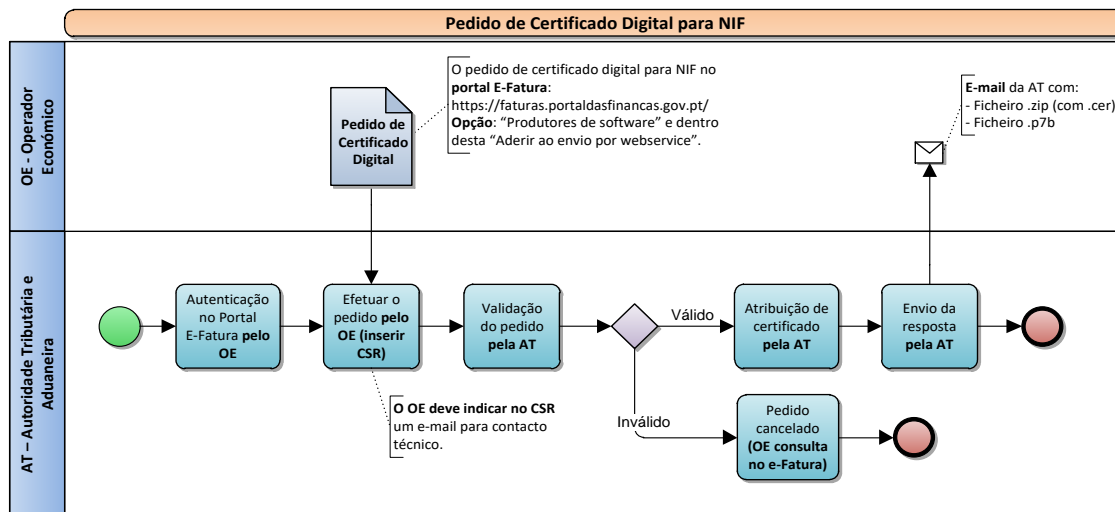 Pedido de Certificado Digital para NIF
OE - Operador
Económico
Pedido de
Certificado
Digital
O pedido de certificado digital para NIF no
portal E-Fatura:
https://faturas.portaldasfinancas.gov.pt/
Opção: “Produtores de software” e dentro
desta “Aderir ao envio por webservice”.
E-mail da AT com:
- Ficheiro .zip (com .cer)
- Ficheiro .p7b
AT – Autoridade Tributária e
Aduaneira
Autenticação
no Portal
E-Fatura pelo
OE
Efetuar o
pedido pelo
OE (inserir
CSR)
Validação
do pedido
pela AT
Válido
Atribuição de
certificado
pela AT
Envio da
resposta
pela AT
O OE deve indicar no CSR
um e-mail para contacto
técnico.
Inválido
Pedido
cancelado
(OE consulta
no e-Fatura)